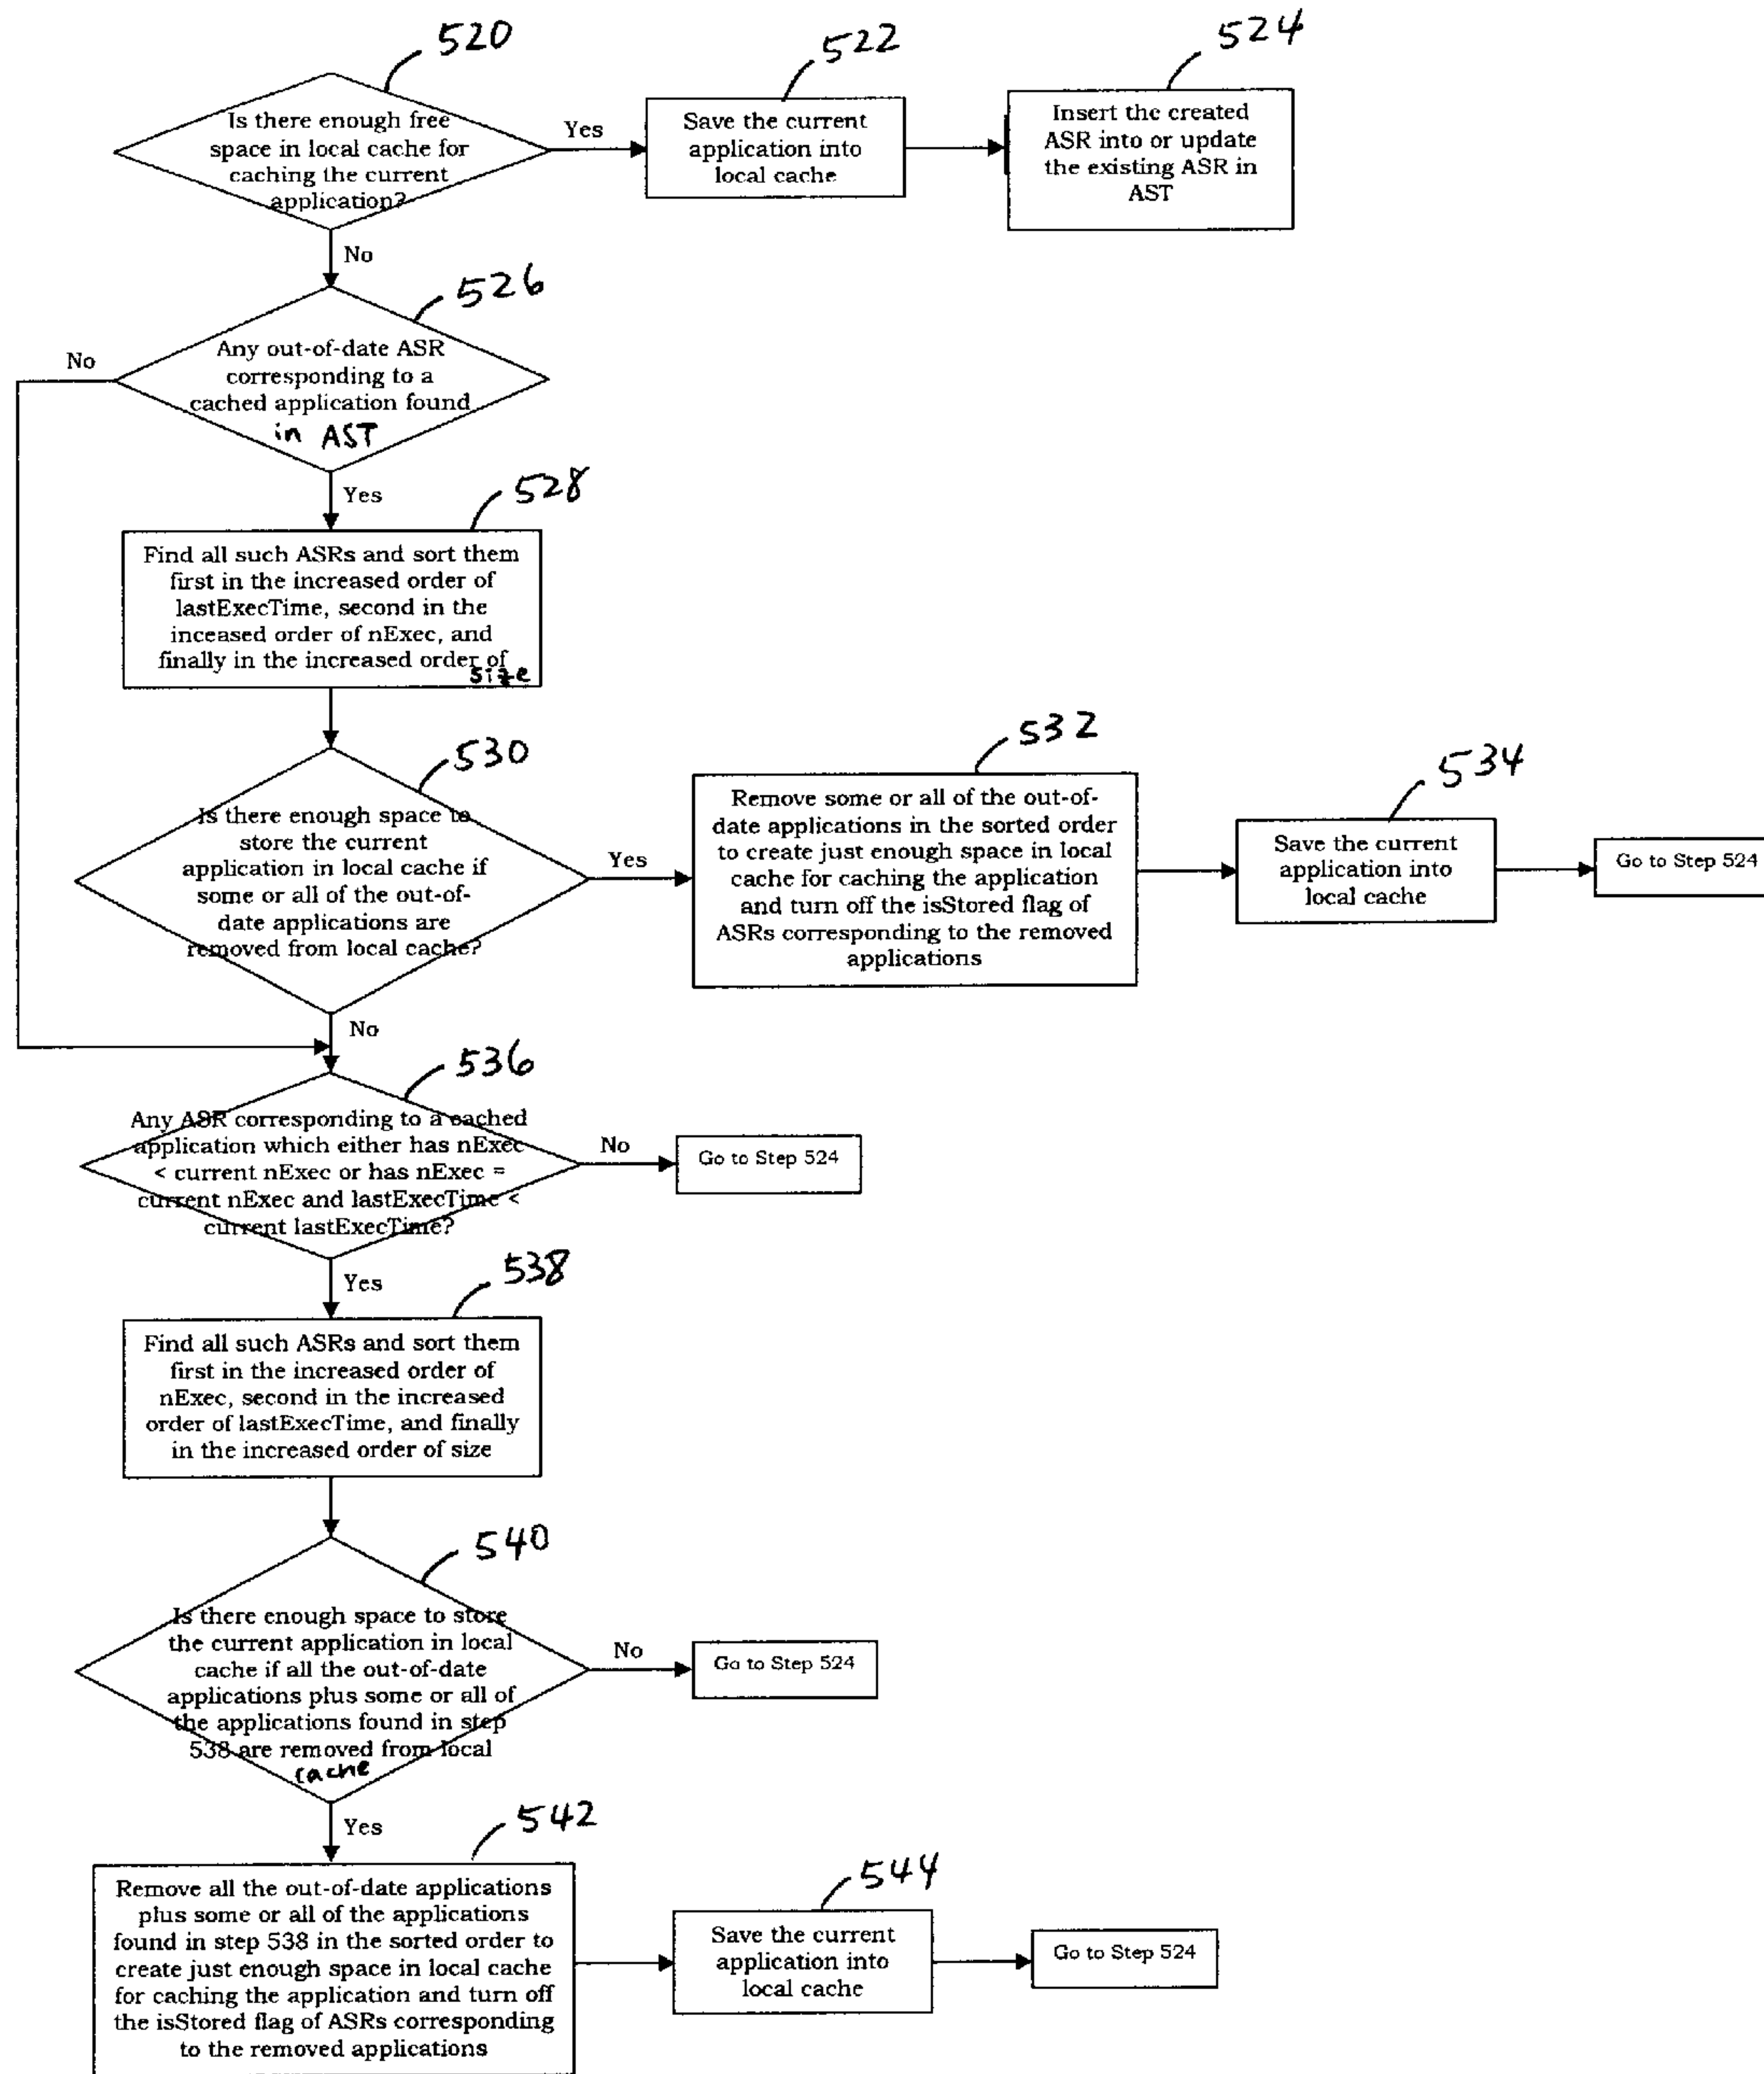 520
522
524
Is there enough free
space in local cache for
caching the current
application?
Yes
Save the current
application into
local cache
Insert the created
ASR into or update
the existing ASR in
AST
No
526
No
Any out-of-date ASR
corresponding to a
cached application found
in AST
Yes
528
Find all such ASRs and sort them
first in the increased order of
lastExecTime, second in the
inceased order of nExec, and
finally in the increased order of
size
530
532
534
Is there enough space to
store the current
application in local cache if
some or all of the out-of-
date applications are
removed from local cache?
Yes
Remove some or all of the out-of-
date applications in the sorted order
to create just enough space in local
cache for caching the application
and turn off the isStored flag of
ASRs corresponding to the removed
applications
Save the current
application into
local cache
Go to Step 524
No
536
Any ASR corresponding to a cached
application which either has nExec
< current nExec or has nExec =
current nExec and lastExecTime <
current lastExecTime?
No
Go to Step 524
Yes
538
Find all such ASRs and sort them
first in the increased order of
nExec, second in the increased
order of lastExecTime, and finally
in the increased order of size
540
Is there enough space to store
the current application in local
cache if all the out-of-date
applications plus some or all of
the applications found in step
538 are removed from local
cache
No
Go to Step 524
Yes
542
544
Remove all the out-of-date applications
plus some or all of the applications
found in step 538 in the sorted order to
create just enough space in local cache
for caching the application and turn off
the isStored flag of ASRs corresponding
to the removed applications
Save the current
application into
local cache
Go to Step 524